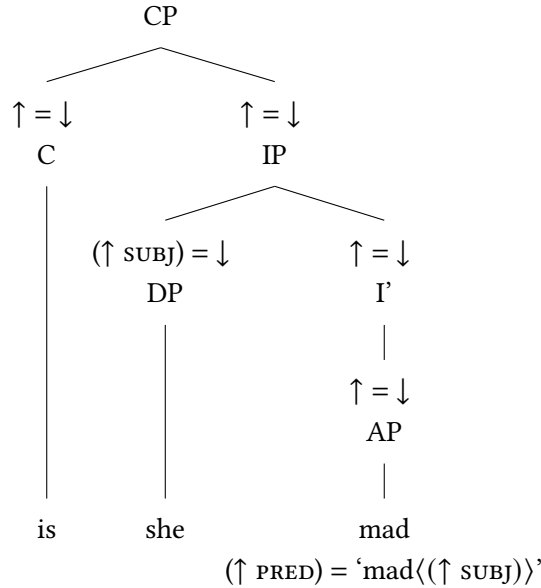 CP
↑ = ↓ ↑ = ↓
C IP
(↑ SUBJ) = ↓ ↑ = ↓
DP I’
↑ = ↓
AP
is she mad
(↑ PRED) = ‘mad⟨(↑ SUBJ)⟩’